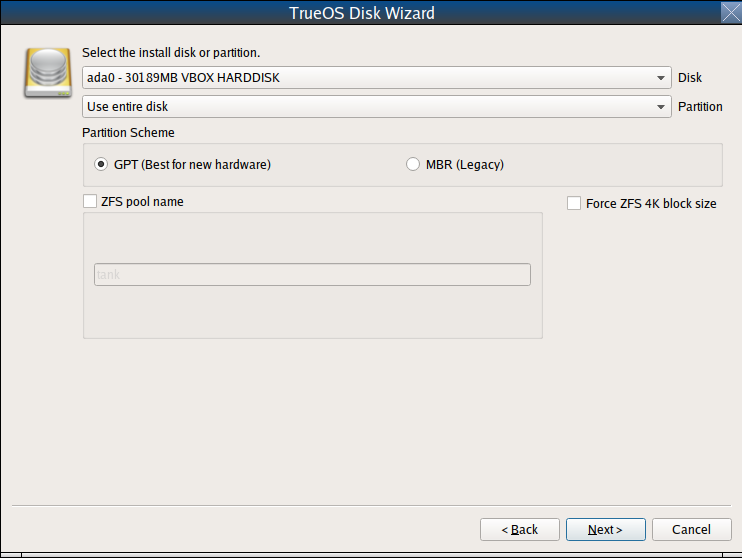 TrueOS Disk Wizard
Select the install disk or partition.
ada0 - 30189MB VBOX HARDDISK
Disk
Use entire disk
Partition
Partition Scheme
GPT (Best for new hardware)
MBR (Legacy)
ZFS pool name
Force ZFS 4K block size
tank
< Back
Next >
Cancel